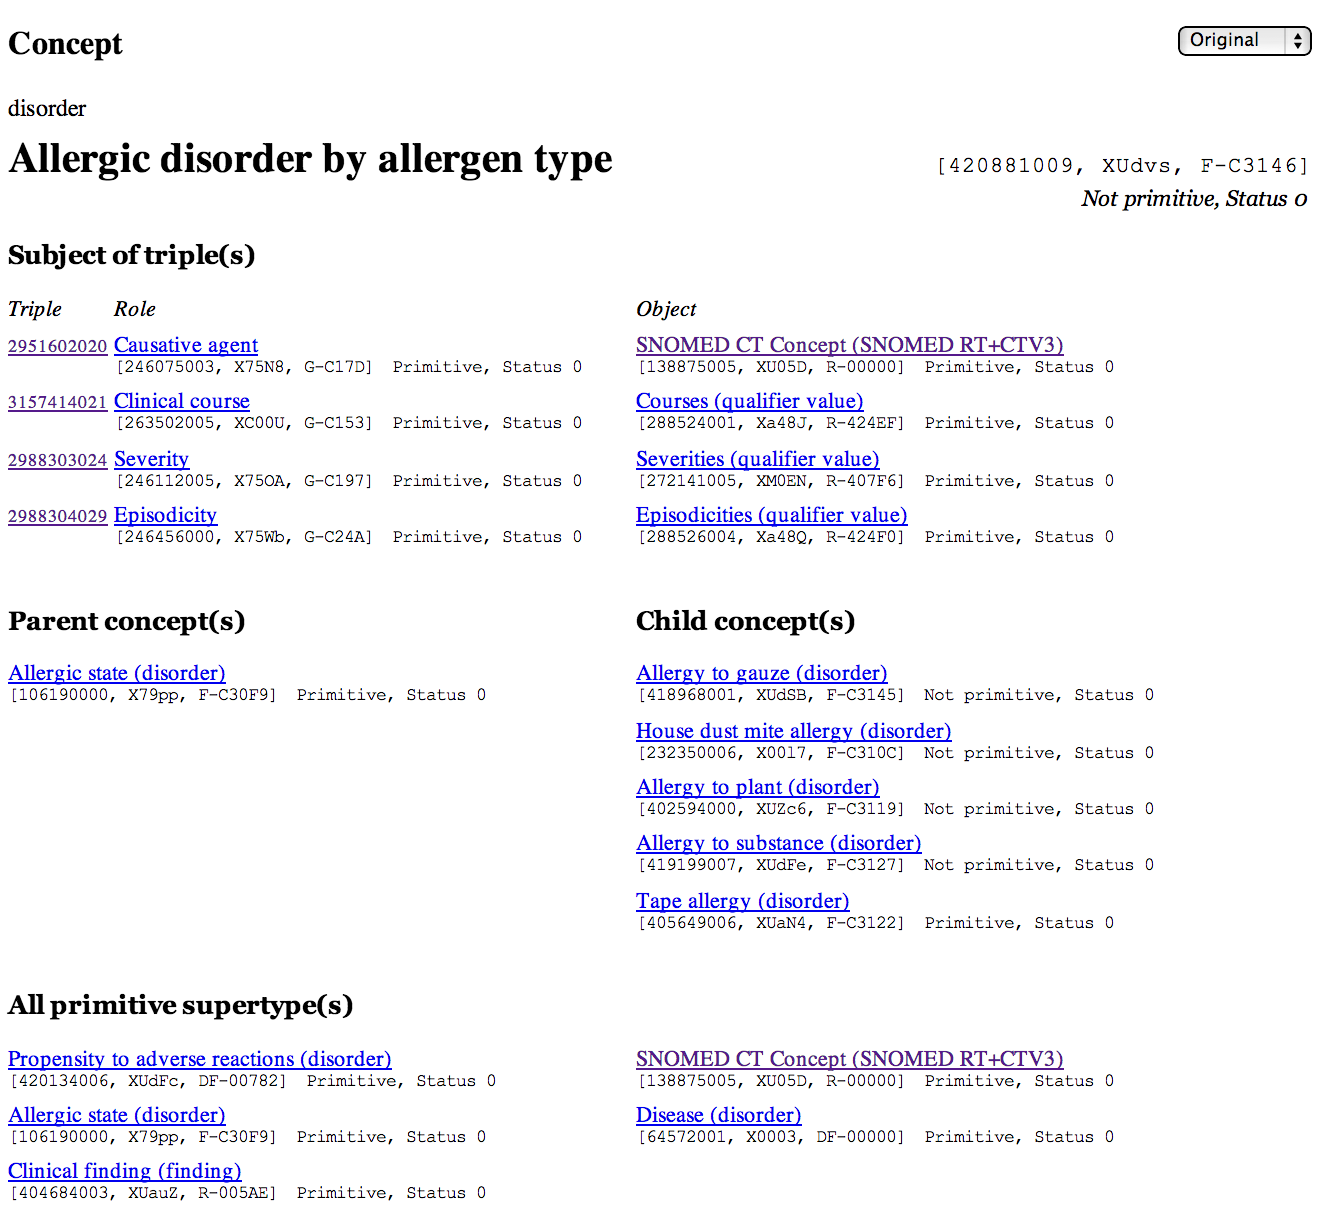 Concept
Original
disorder
Allergic disorder by allergen type
[420881009, XUdvs, F-C3146]
Not primitive, Status 0
Subject of triple(s)
Triple Role Object
2951602020 Causative agent SNOMED CT Concept (SNOMED RT+CTV3)
[246075003, X75N8, G-C17D] Primitive, Status 0 [138875005, XU05D, R-00000] Primitive, Status 0
3157414021 Clinical course Courses (qualifier value)
[263502005, XC00U, G-C153] Primitive, Status 0 [288524001, Xa48J, R-424EF] Primitive, Status 0
2988303024 Severity Severities (qualifier value)
[246112005, X75OA, G-C197] Primitive, Status 0 [272141005, XM0EN, R-407F6] Primitive, Status 0
2988304029 Episodicity Episodicities (qualifier value)
[246456000, X75Wb, G-C24A] Primitive, Status 0 [288526004, Xa48Q, R-424F0] Primitive, Status 0
Parent concept(s)
Allergic state (disorder)
[106190000, X79pp, F-C30F9] Primitive, Status 0
Child concept(s)
Allergy to gauze (disorder)
[418968001, XUdSB, F-C3145] Not primitive, Status 0
House dust mite allergy (disorder)
[232350006, X0017, F-C310C] Not primitive, Status 0
Allergy to plant (disorder)
[402594000, XUZc6, F-C3119] Not primitive, Status 0
Allergy to substance (disorder)
[419199007, XUdFe, F-C3127] Not primitive, Status 0
Tape allergy (disorder)
[405649006, XUaN4, F-C3122] Primitive, Status 0
All primitive supertype(s)
Propensity to adverse reactions (disorder) SNOMED CT Concept (SNOMED RT+CTV3)
[420134006, XUdFc, DF-00782] Primitive, Status 0 [138875005, XU05D, R-00000] Primitive, Status 0
Allergic state (disorder) Disease (disorder)
[106190000, X79pp, F-C30F9] Primitive, Status 0 [64572001, X0003, DF-00000] Primitive, Status 0
Clinical finding (finding)
[404684003, XUauZ, R-005AE] Primitive, Status 0